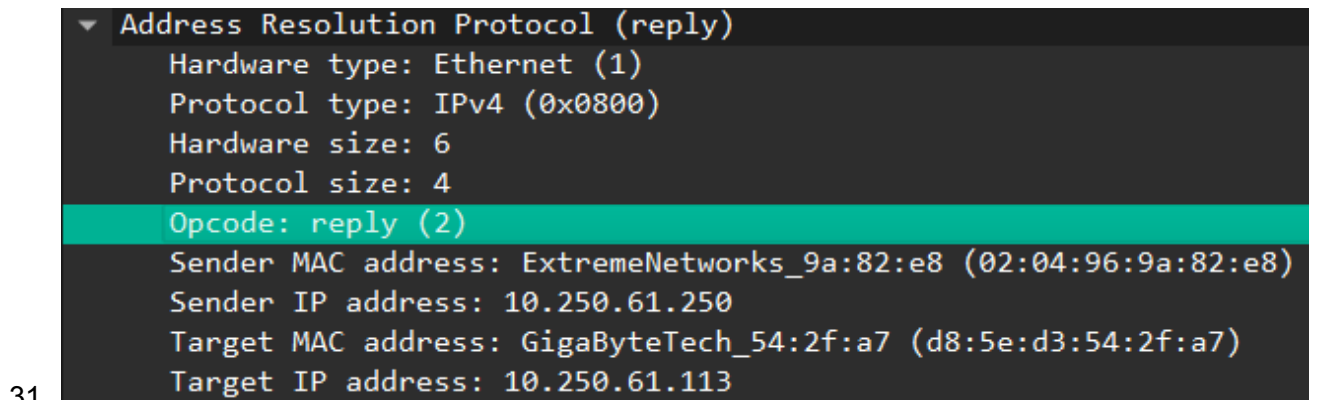 Address Resolution Protocol (reply)
Hardware type: Ethernet (1)
Protocol type: IPv4 (0x0800)
Hardware size: 6
Protocol size: 4
Opcode: reply (2)
Sender MAC address: ExtremeNetworks_9a:82:e8 (02:04:96:9a:82:e8)
Sender IP address: 10.250.61.250
Target MAC address: GigaByteTech_54:2f:a7 (d8:5e:d3:54:2f:a7)
Target IP address: 10.250.61.113
31